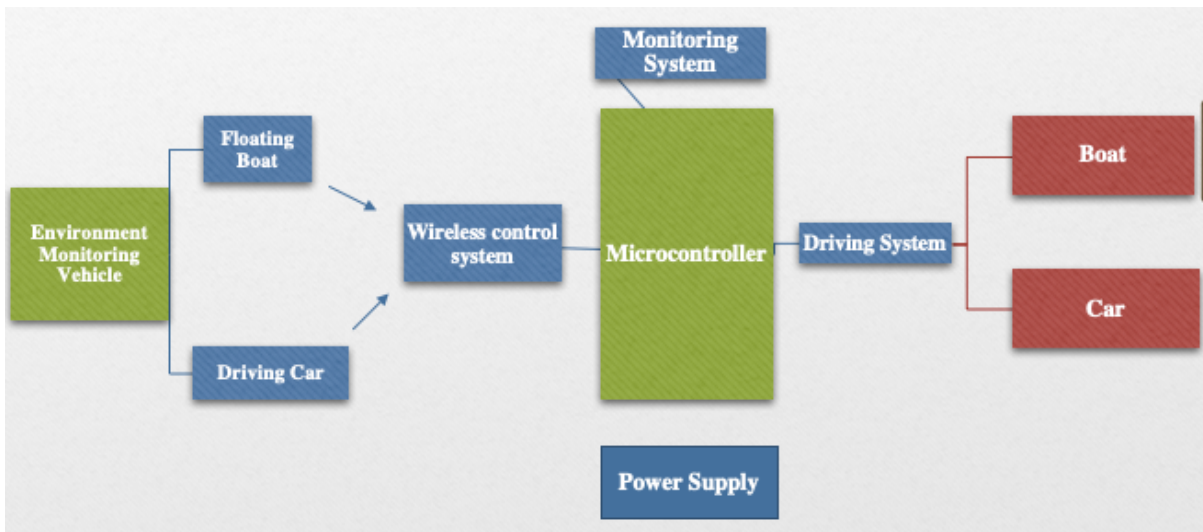 Monitoring
System
Floating
Boat
Boat
Environment
Monitoring
Vehicle
Wireless control
system
Microcontroller
Driving System
Car
Driving Car
Power Supply